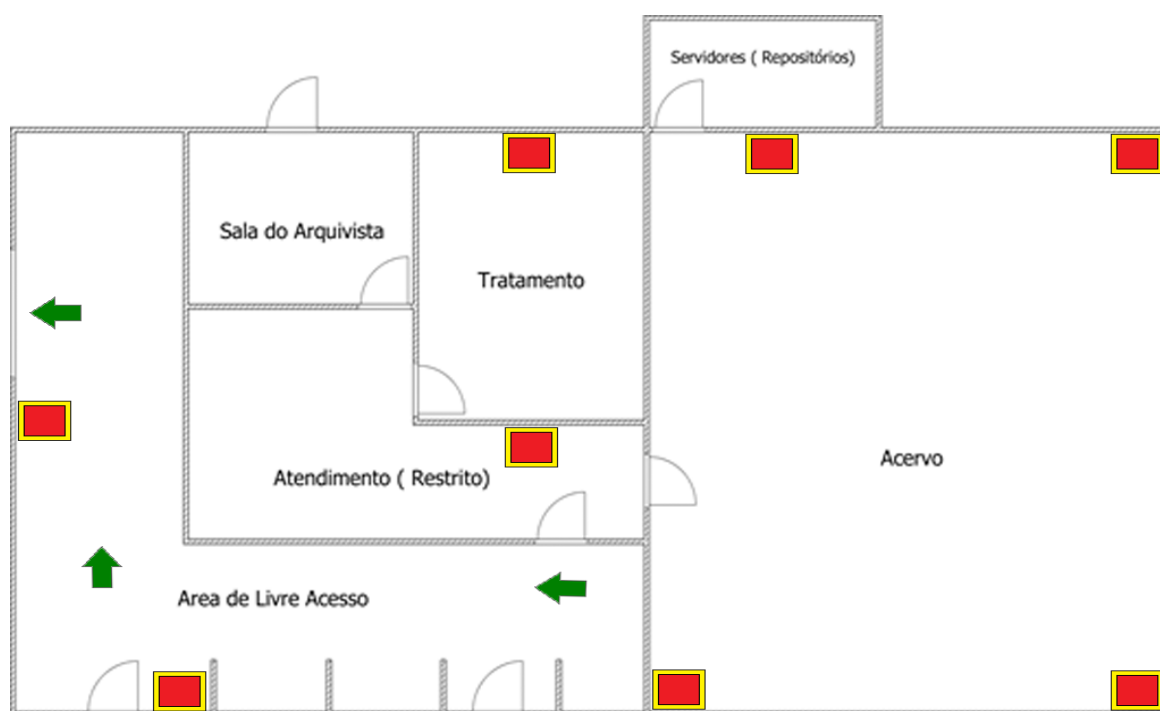 Servidores ( Repositórios)
Sala do Arquivista
Tratamento
Acervo
Atendimento ( Restrito)
Area de Livre Acesso